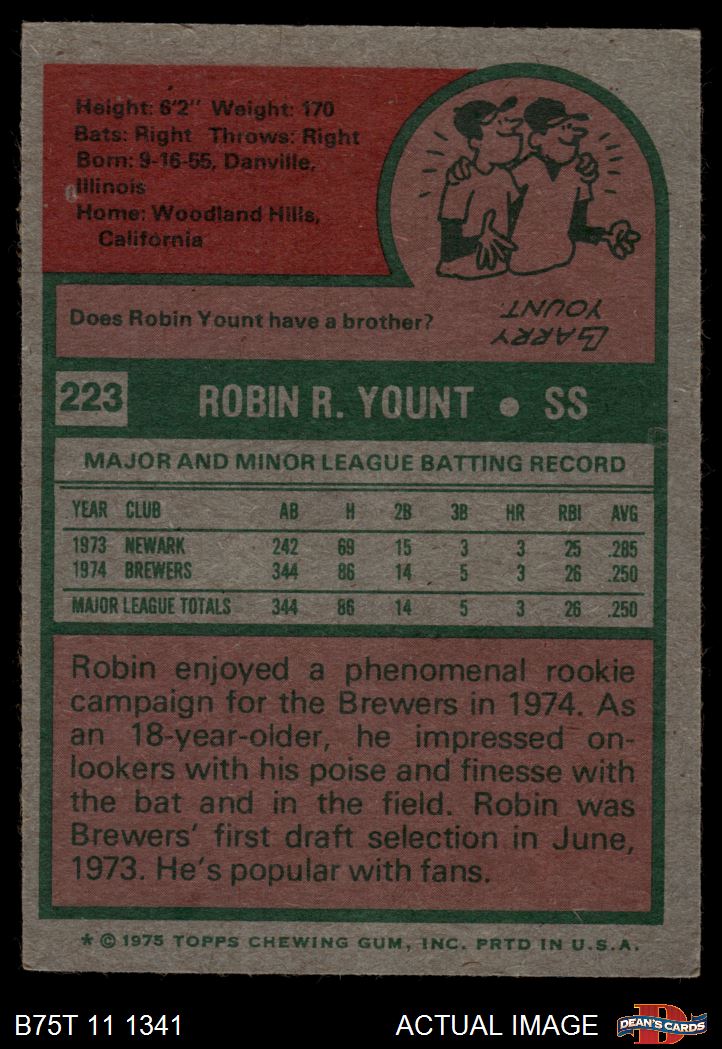 Height: 6'2" Weight: 170
Bats: Right Throws: Right
Born: 9-16-55, Danville,
Illinois
Home: Woodland Hills,
California
Does Robin Yount have a brother?
LARRY
YOUNT.
223 ROBIN R. YOUNT • SS
MAJOR AND MINOR LEAGUE BATTING RECORD
YEAR CLUB AB H 2B 3B HR RBI AVG
1973 NEWARK 242 69 15 3 3 25 .285
1974 BREWERS 344 86 14 5 3 26 .250
MAJOR LEAGUE TOTALS 344 86 14 5 3 26 .250
Robin enjoyed a phenomenal rookie
campaign for the Brewers in 1974. As
an 18-year-older, he impressed on-
lookers with his poise and finesse with
the bat and in the field. Robin was
Brewers' first draft selection in June,
1973. He's popular with fans.
* © 1975 TOPPS CHEWING GUM, INC. PRTD IN U.S.A.
B75T 11 1341 ACTUAL IMAGE D DEAN'S CARDS